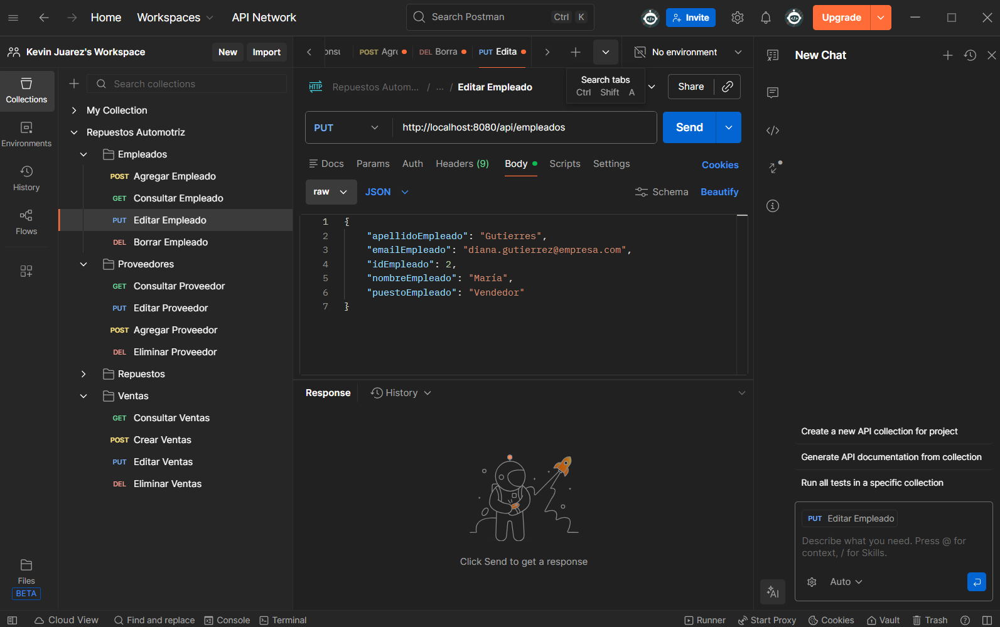 Home Workspaces API Network
Search Postman Ctrl K
Invite Upgrade
Kevin Juarez's Workspace New Import
POST Agre DEL Borra PUT Edita
No environment
New Chat
Search collections
Search tabs
Ctrl Shift A
Collections
Environments
History
Flows
Files
BETA
My Collection
Repuestos Automotriz
Empleados
POST Agregar Empleado
GET Consultar Empleado
PUT Editar Empleado
DEL Borrar Empleado
Proveedores
GET Consultar Proveedor
PUT Editar Proveedor
POST Agregar Proveedor
DEL Eliminar Proveedor
Repuestos
Ventas
GET Consultar Ventas
POST Crear Ventas
PUT Editar Ventas
DEL Eliminar Ventas
HTTP Repuestos Autom... / ... / Editar Empleado
Share
PUT http://localhost:8080/api/empleados Send
Docs Params Auth Headers (9) Body Scripts Settings Cookies
raw JSON Schema Beautify
1 {
2 "apellidoEmpleado": "Gutierres",
3 "emailEmpleado": "diana.gutierrez@empresa.com",
4 "idEmpleado": 2,
5 "nombreEmpleado": "María",
6 "puestoEmpleado": "Vendedor"
7 }
Response History
Click Send to get a response
Create a new API collection for project
Generate API documentation from collection
Run all tests in a specific collection
PUT Editar Empleado
Describe what you need. Press @ for
context, / for Skills.
Auto
AI
Cloud View Find and replace Console Terminal Runner Start Proxy Cookies Vault Trash